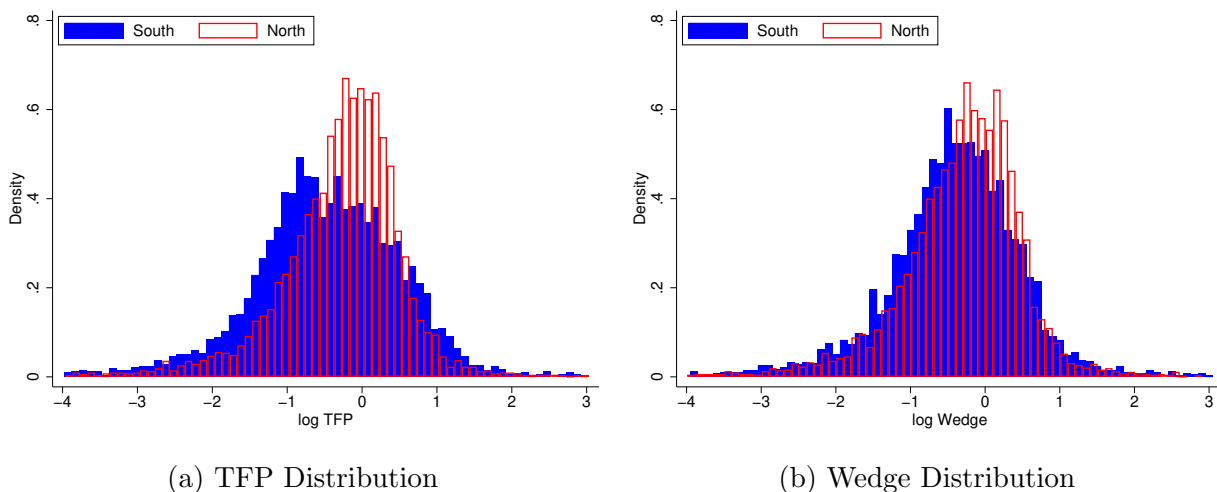 South North
Density
0 .2 .4 .6 .8
−4 −3 −2 −1 0 1 2 3
log TFP
(a) TFP Distribution
South North
Density
0 .2 .4 .6 .8
−4 −3 −2 −1 0 1 2 3
log Wedge
(b) Wedge Distribution